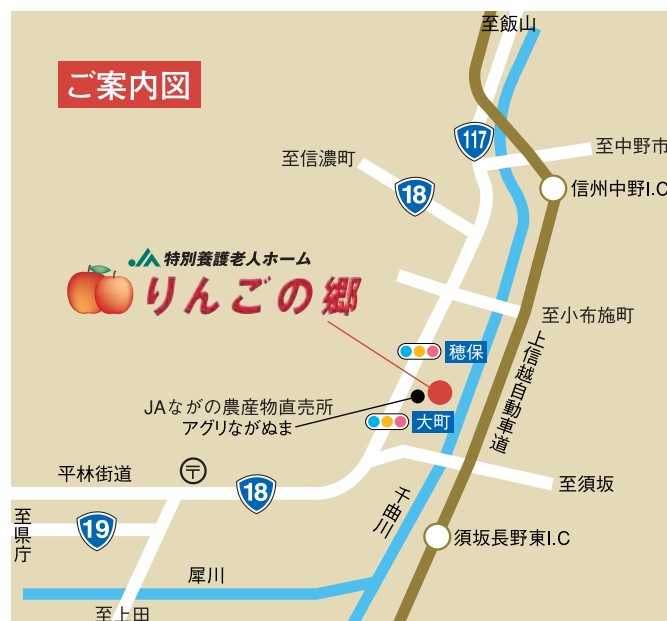 至飯山
ご案内図
117
至中野市
至信濃町
18
信州中野I.C
JA 特別養護老人ホーム
りんごの郷
至小布施町
穂保
上信越自動車道
JAながの農産物直売所
アグリながぬま
大町
平林街道
〒
18
至須坂
千曲川
至県庁
19
須坂長野東I.C
犀川
至上田